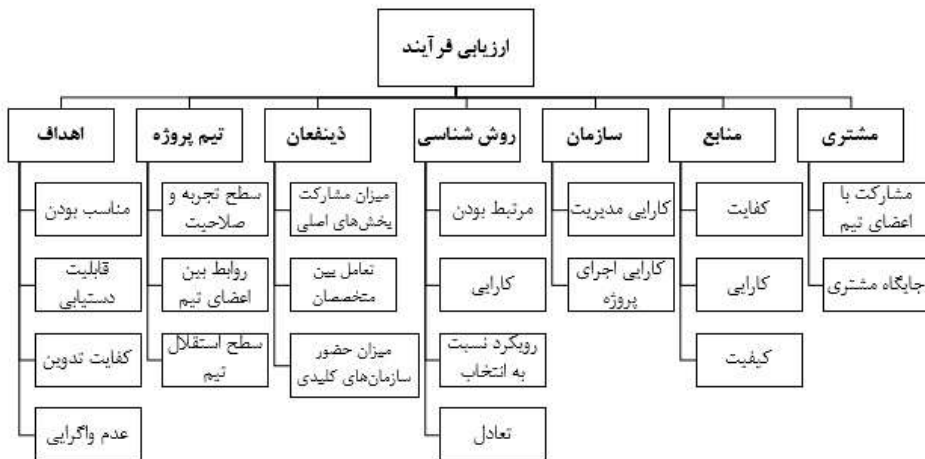 ارزیابی فرآیند
مشتری
مشارکت با
اعضای تیم
جایگاه مشتری
منابع
کفایت
کارایی
کیفیت
سازمان
کارایی مدیریت
کارایی اجرای
پروژه
روش شناسی
مرتبط بودن
کارایی
رویکرد نسبت
به انتخاب
تعادل
ذینفعان
میزان مشارکت
بخش‌های اصلی
تعامل بین
متخصصان
میزان حضور
سازمان‌های کلیدی
تیم پروژه
سطح تجربه و
صلاحیت
روابط بین
اعضای تیم
سطح استقلال
تیم
اهداف
مناسب بودن
قابلیت
دستیابی
کفایت تدوین
عدم واگرایی